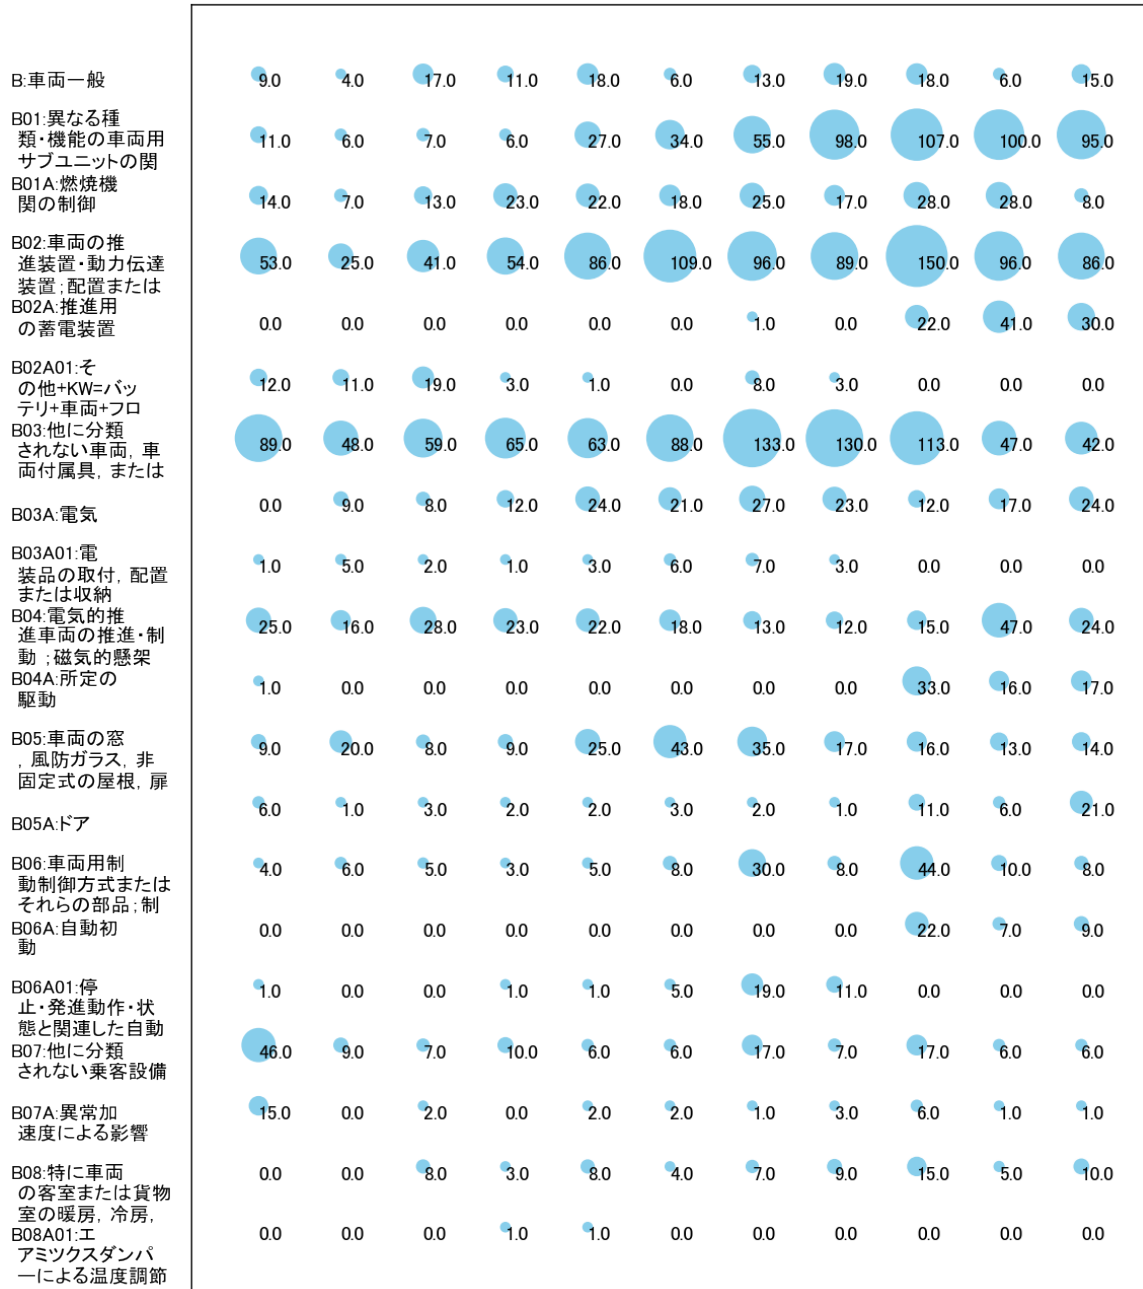 B:車両一般 9.0 4.0 17.0 11.0 18.0 6.0 13.0 19.0 18.0 6.0 15.0
B01:異なる種
類・機能の車両用 11.0 6.0 7.0 6.0 27.0 34.0 55.0 98.0 107.0 100.0 95.0
サブユニットの関
B01A:燃焼機
関の制御 14.0 7.0 13.0 23.0 22.0 18.0 25.0 17.0 28.0 28.0 8.0
B02:車両の推
進装置・動力伝達 53.0 25.0 41.0 54.0 86.0 109.0 96.0 89.0 150.0 96.0 86.0
装置;配置または
B02A:推進用
の蓄電装置 0.0 0.0 0.0 0.0 0.0 0.0 1.0 0.0 22.0 41.0 30.0
B02A01:そ
の他+KW=バッ 12.0 11.0 19.0 3.0 1.0 0.0 8.0 3.0 0.0 0.0 0.0
テリ+車両+フロ
B03:他に分類
されない車両, 車 89.0 48.0 59.0 65.0 63.0 88.0 133.0 130.0 113.0 47.0 42.0
両付属具, または
B03A:電気 0.0 9.0 8.0 12.0 24.0 21.0 27.0 23.0 12.0 17.0 24.0
B03A01:電
装品の取付, 配置 1.0 5.0 2.0 1.0 3.0 6.0 7.0 3.0 0.0 0.0 0.0
または収納
B04:電気的推
進車両の推進・制 25.0 16.0 28.0 23.0 22.0 18.0 13.0 12.0 15.0 47.0 24.0
動 ;磁気的懸架
B04A:所定の
駆動 1.0 0.0 0.0 0.0 0.0 0.0 0.0 0.0 33.0 16.0 17.0
B05:車両の窓
, 風防ガラス, 非 9.0 20.0 8.0 9.0 25.0 43.0 35.0 17.0 16.0 13.0 14.0
固定式の屋根, 扉
B05A:ドア 6.0 1.0 3.0 2.0 2.0 3.0 2.0 1.0 11.0 6.0 21.0
B06:車両用制
動制御方式または 4.0 6.0 5.0 3.0 5.0 8.0 30.0 8.0 44.0 10.0 8.0
それらの部品;制
B06A:自動初
動 0.0 0.0 0.0 0.0 0.0 0.0 0.0 0.0 22.0 7.0 9.0
B06A01:停
止・発進動作・状 1.0 0.0 0.0 1.0 1.0 5.0 19.0 11.0 0.0 0.0 0.0
態と関連した自動
B07:他に分類 46.0 9.0 7.0 10.0 6.0 6.0 17.0 7.0 17.0 6.0 6.0
されない乗客設備
B07A:異常加 15.0 0.0 2.0 0.0 2.0 2.0 1.0 3.0 6.0 1.0 1.0
速度による影響
B08:特に車両 0.0 0.0 8.0 3.0 8.0 4.0 7.0 9.0 15.0 5.0 10.0
の客室または貨物
室の暖房, 冷房,
B08A01:エ 0.0 0.0 0.0 1.0 1.0 0.0 0.0 0.0 0.0 0.0 0.0
アミツクスダンパ
ーによる温度調節